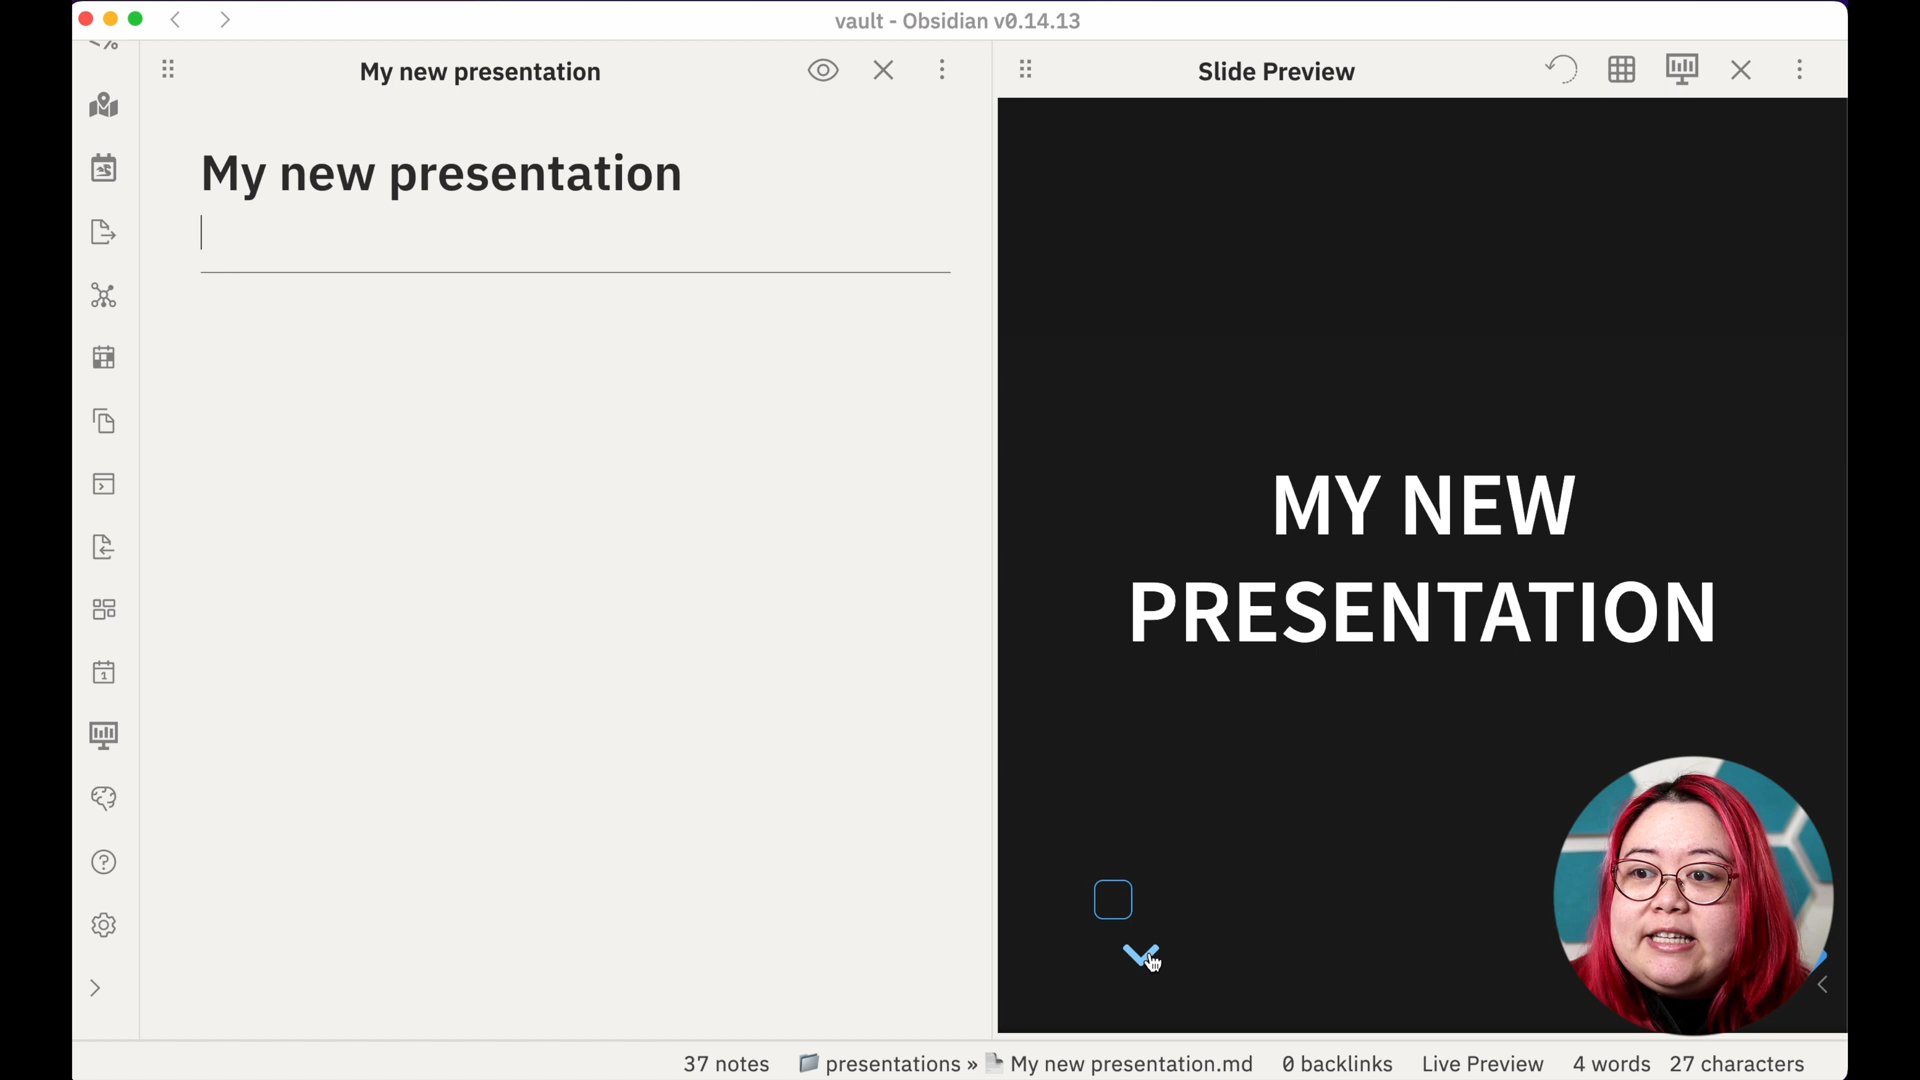 vault - Obsidian v0.14.13
My new presentation
Slide Preview
My new presentation
MY NEW
PRESENTATION
1
?
37 notes
presentations » My new presentation.md
0 backlinks
Live Preview
4 words
27 characters